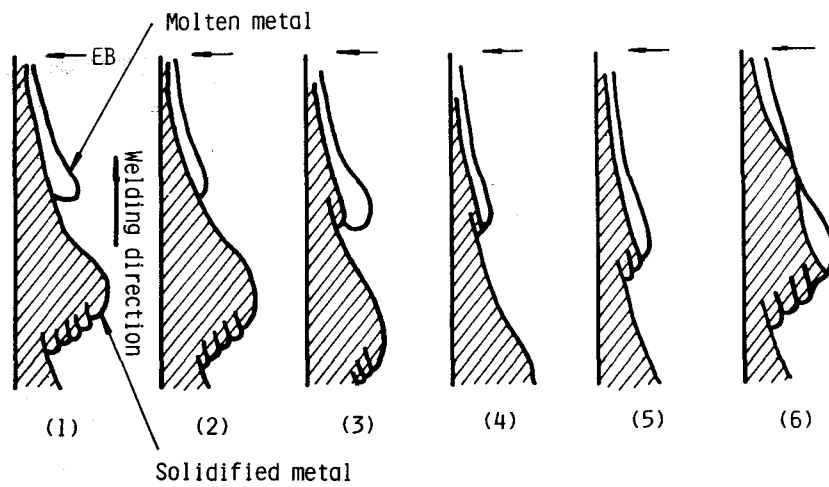 Molten metal
EB
Welding direction
(1) (2) (3) (4) (5) (6)
Solidified metal